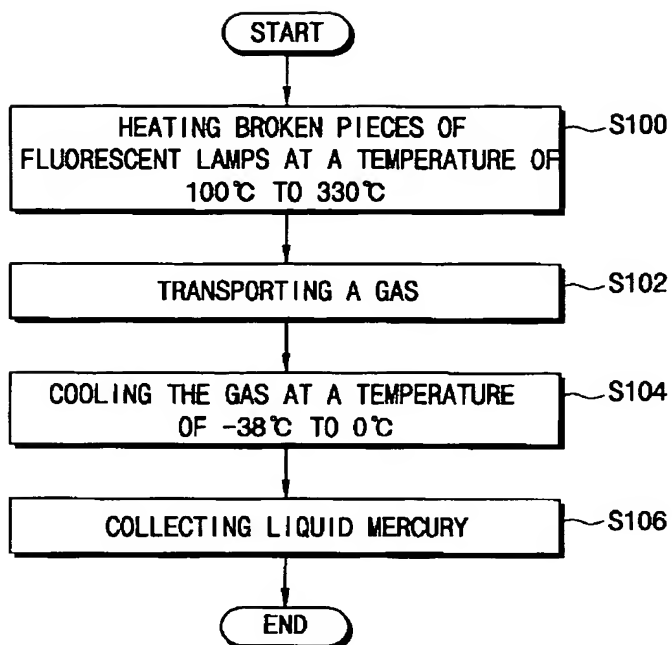 START
HEATING BROKEN PIECES OF
FLUORESCENT LAMPS AT A TEMPERATURE OF
100℃ TO 330℃
S100
TRANSPORTING A GAS
S102
COOLING THE GAS AT A TEMPERATURE
OF -38℃ TO 0℃
S104
COLLECTING LIQUID MERCURY
S106
END